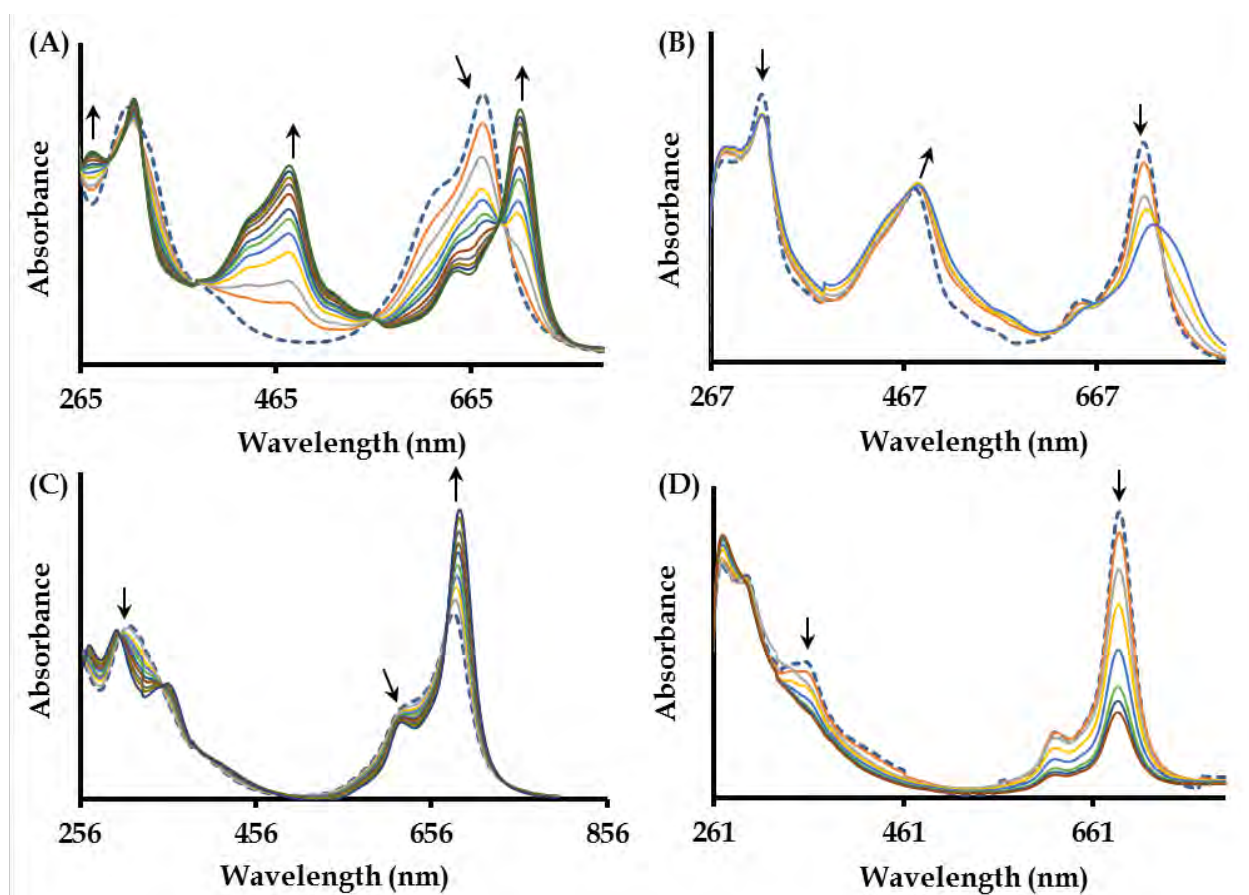 (A)
Absorbance
265 465 665
Wavelength (nm)
(B)
Absorbance
267 467 667
Wavelength (nm)
(C)
Absorbance
256 456 656 856
Wavelength (nm)
(D)
Absorbance
261 461 661
Wavelength (nm)